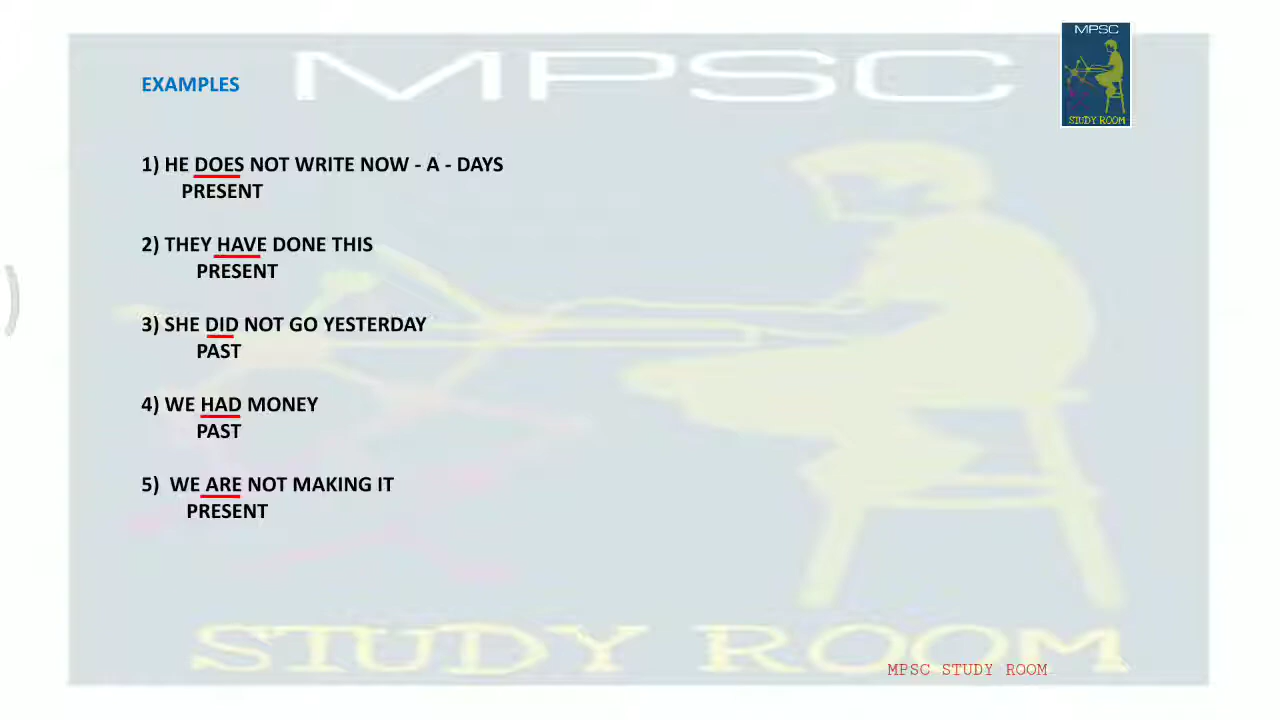 MPSC
MPSC
EXAMPLES
1) HE DOES NOT WRITE NOW - A - DAYS
PRESENT
STUDY ROOM
2) THEY HAVE DONE THIS
PRESENT
3) SHE DID NOT GO YESTERDAY
PAST
4) WE HAD MONEY
PAST
5) WE ARE NOT MAKING IT
PRESENT
STUDY ROOM
MPSC STUDY ROOM